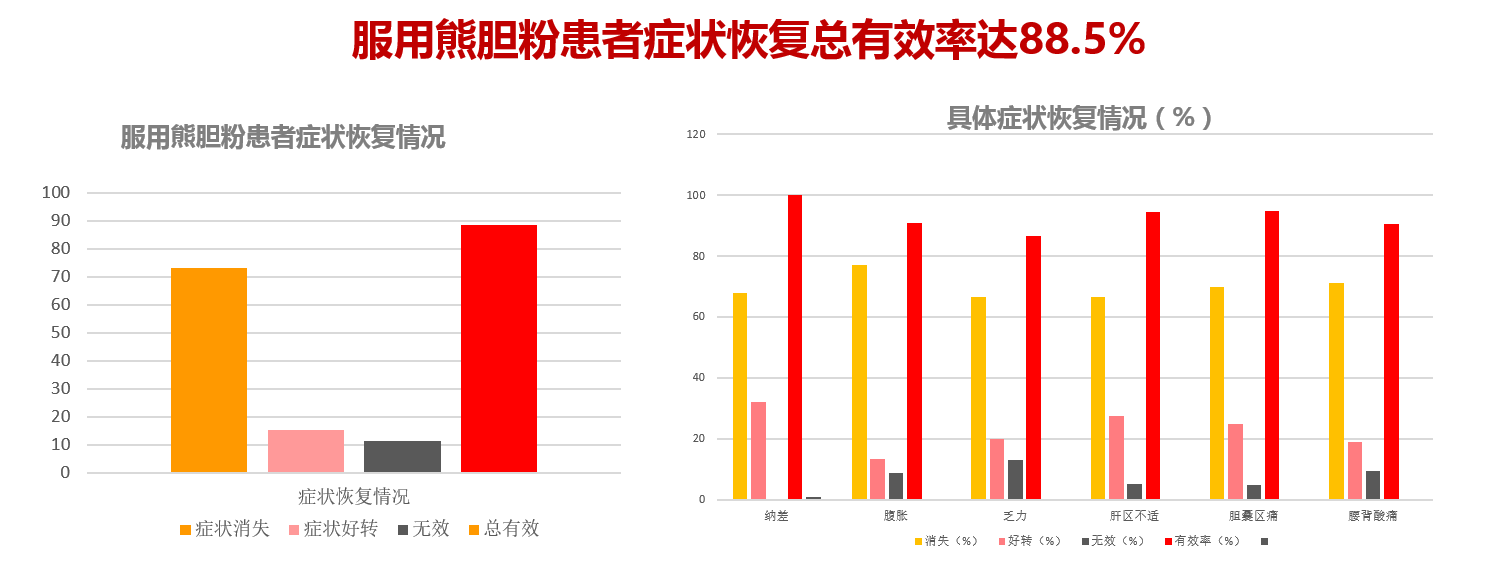 服用熊胆粉患者症状恢复总有效率达88.5%
服用熊胆粉患者症状恢复情况
100
90
80
70
60
50
40
30
20
10
0
症状恢复情况
症状消失 症状好转 无效 总有效
具体症状恢复情况（%）
120
100
80
60
40
20
0
纳差 腹胀 乏力 肝区不适 胆囊区痛 腰背酸痛
消失（%） 好转（%） 无效（%） 有效率（%）